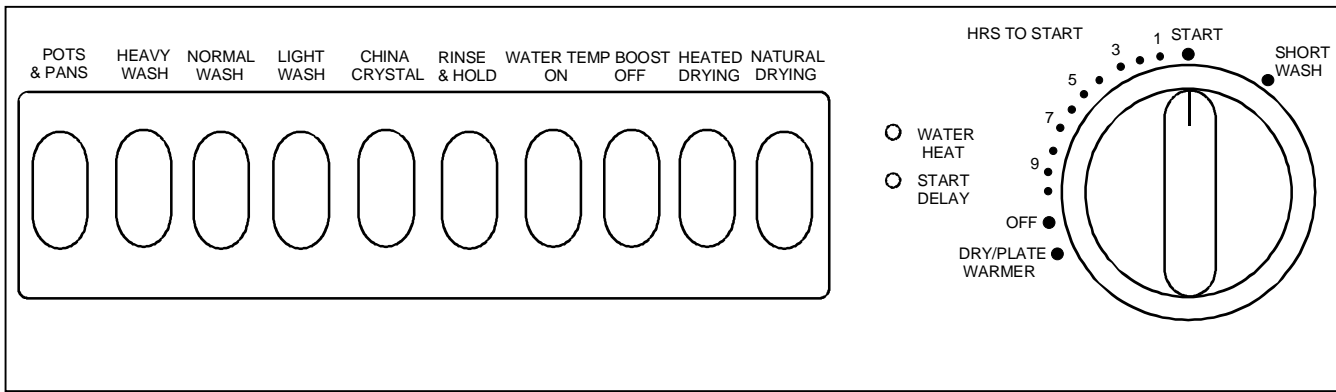 POTS
& PANS
HEAVY
WASH
NORMAL
WASH
LIGHT
WASH
CHINA
CRYSTAL
RINSE
& HOLD
WATER TEMP BOOST
ON OFF
HEATED
DRYING
NATURAL
DRYING
HRS TO START
START
1
3
5
7
9
OFF
DRY/PLATE
WARMER
SHORT
WASH
WATER
HEAT
START
DELAY